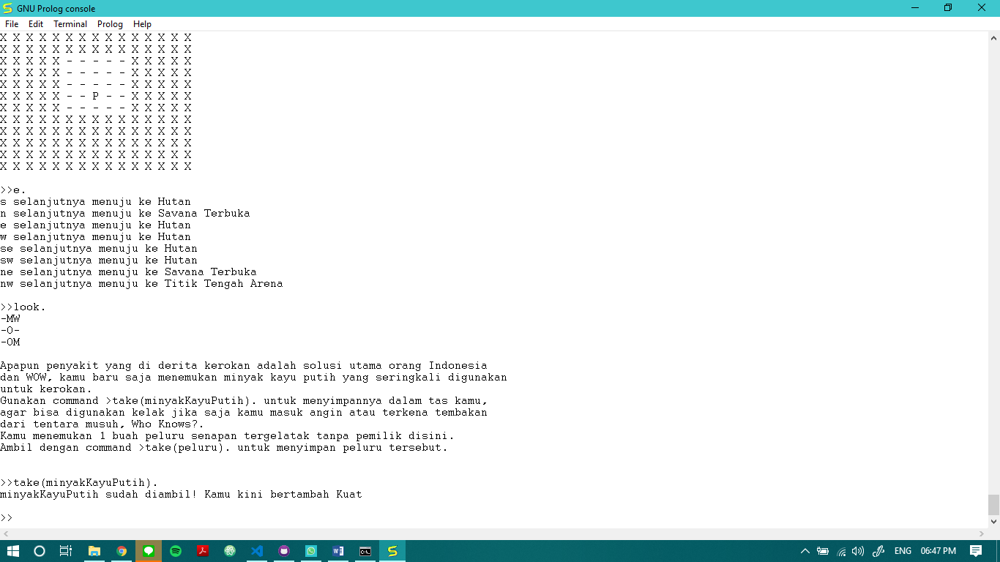 GNU Prolog console
File Edit Terminal Prolog Help
X X X X X X X X X X X X X X X
X X X X X X X X X X X X X X X
X X X X X - - - - - X X X X X
X X X X X - - - - - X X X X X
X X X X X - - - - - X X X X X
X X X X X - - P - - X X X X X
X X X X X - - - - - X X X X X
X X X X X X X X X X X X X X X
X X X X X X X X X X X X X X X
X X X X X X X X X X X X X X X
X X X X X X X X X X X X X X X
X X X X X X X X X X X X X X X
>>e.
s selanjutnya menuju ke Hutan
n selanjutnya menuju ke Savana Terbuka
e selanjutnya menuju ke Hutan
w selanjutnya menuju ke Hutan
se selanjutnya menuju ke Hutan
sw selanjutnya menuju ke Hutan
ne selanjutnya menuju ke Savana Terbuka
nw selanjutnya menuju ke Titik Tengah Arena
>>look.
-MW
-O-
-OM
Apapun penyakit yang di derita kerokan adalah solusi utama orang Indonesia
dan WOW, kamu baru saja menemukan minyak kayu putih yang seringkali digunakan
untuk kerokan.
Gunakan command >take(minyakKayuPutih). untuk menyimpannya dalam tas kamu,
agar bisa digunakan kelak jika saja kamu masuk angin atau terkena tembakan
dari tentara musuh, Who Knows?.
Kamu menemukan 1 buah peluru senapan tergelatak tanpa pemilik disini.
Ambil dengan command >take(peluru). untuk menyimpan peluru tersebut.
>>take(minyakKayuPutih).
minyakKayuPutih sudah diambil! Kamu kini bertambah Kuat
>>
ENG 06:47 PM